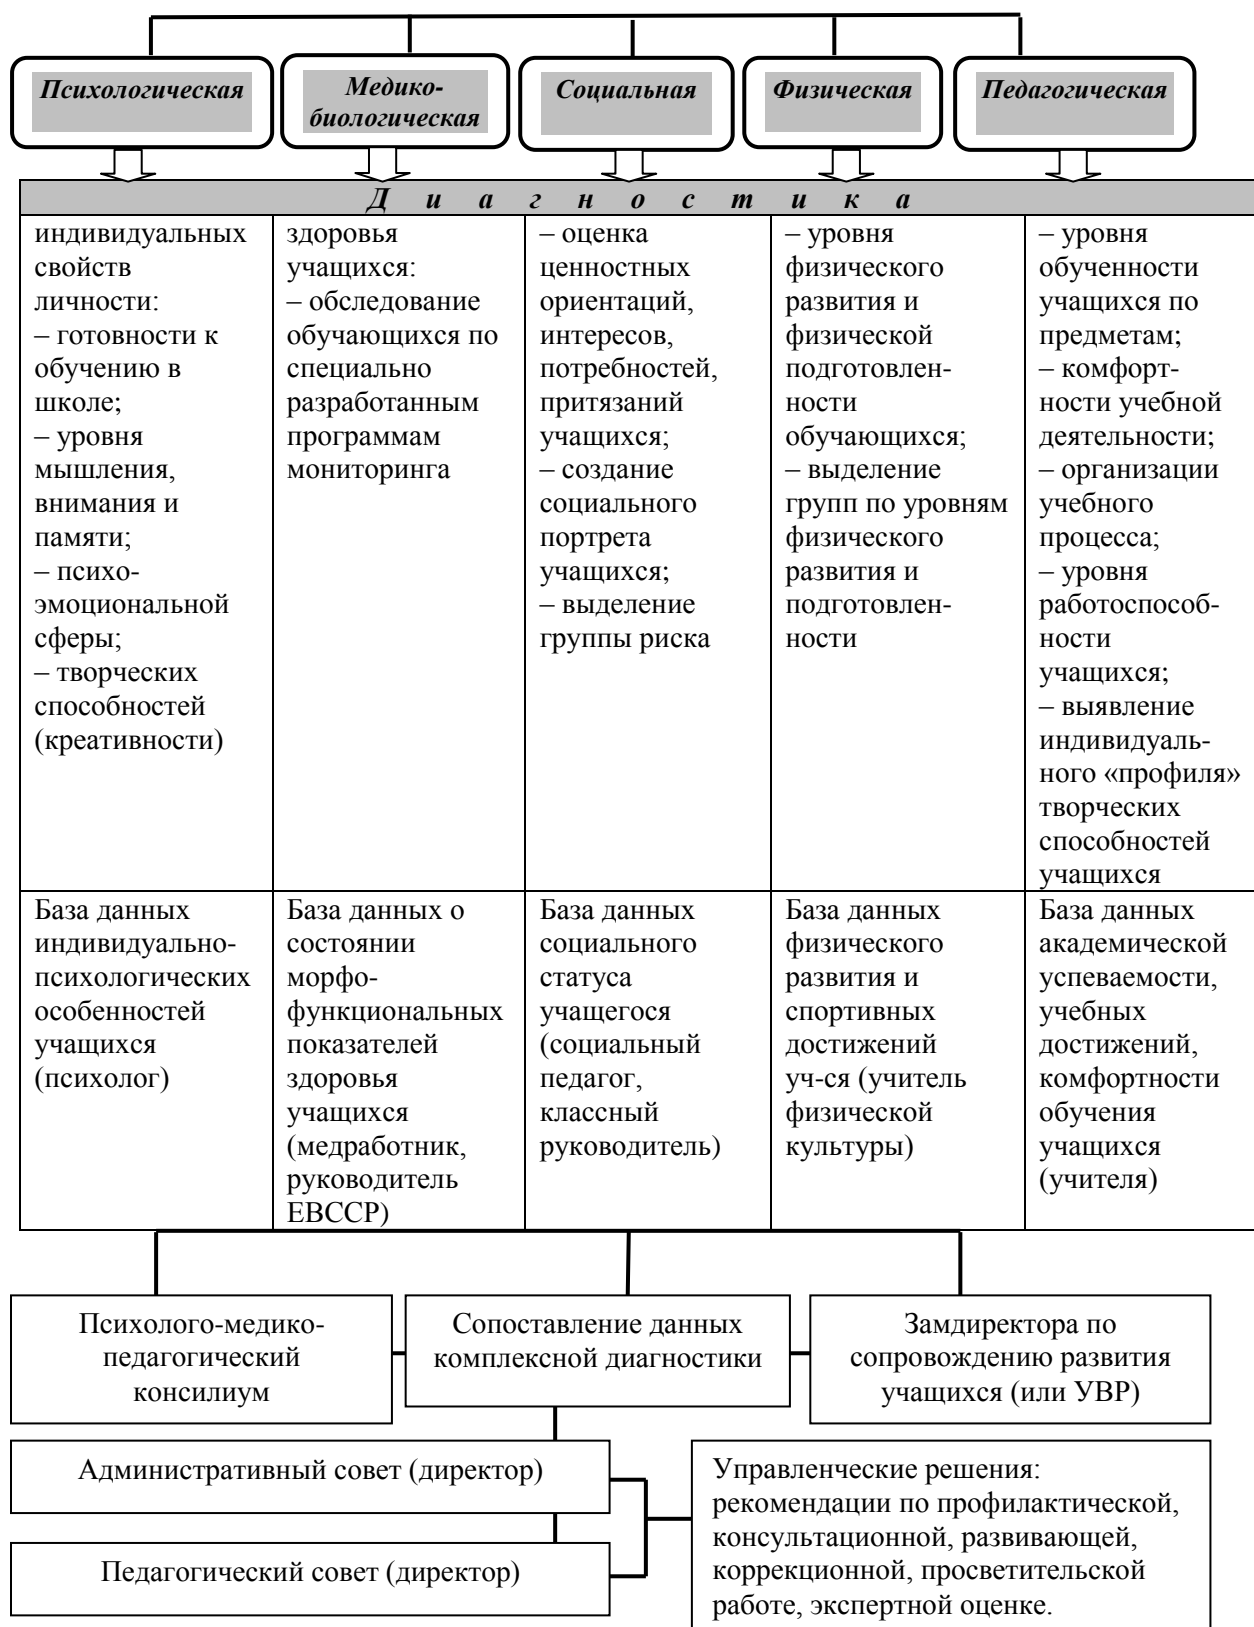 Психологическая
Медико-
биологическая
Социальная
Физическая
Педагогическая
Диагностика
индивидуальных
свойств
личности:
– готовности к
обучению в
школе;
– уровня
мышления,
внимания и
памяти;
– психо-
эмоциональной
сферы;
– творческих
способностей
(креативности)
здоровья
учащихся:
– обследование
обучающихся по
специально
разработанным
программам
мониторинга
– оценка
ценностных
ориентаций,
интересов,
потребностей,
притязаний
учащихся;
– создание
социального
портрета
учащихся;
– выделение
группы риска
– уровня
физического
развития и
физической
подготовлен-
ности
обучающихся;
– выделение
групп по уровням
физического
развития и
подготовлен-
ности
– уровня
обученности
учащихся по
предметам;
– комфорт-
ности учебной
деятельности;
– организации
учебного
процесса;
– уровня
работоспособ-
ности
учащихся;
– выявление
индивидуаль-
ного «профиля»
творческих
способностей
учащихся
База данных
индивидуально-
психологических
особенностей
учащихся
(психолог)
База данных о
состоянии
морфо-
функциональных
показателей
здоровья
учащихся
(медработник,
руководитель
ЕВССР)
База данных
социального
статуса
учащегося
(социальный
педагог,
классный
руководитель)
База данных
физического
развития и
спортивных
достижений
уч-ся (учитель
физической
культуры)
База данных
академической
успеваемости,
учебных
достижений,
комфортности
обучения
учащихся
(учителя)
Психолого-медико-
педагогический
консилиум
Сопоставление данных
комплексной диагностики
Замдиректора по
сопровождению развития
учащихся (или УВР)
Административный совет (директор)
Педагогический совет (директор)
Управленческие решения:
рекомендации по профилактической,
консультационной, развивающей,
коррекционной, просветительской
работе, экспертной оценке.